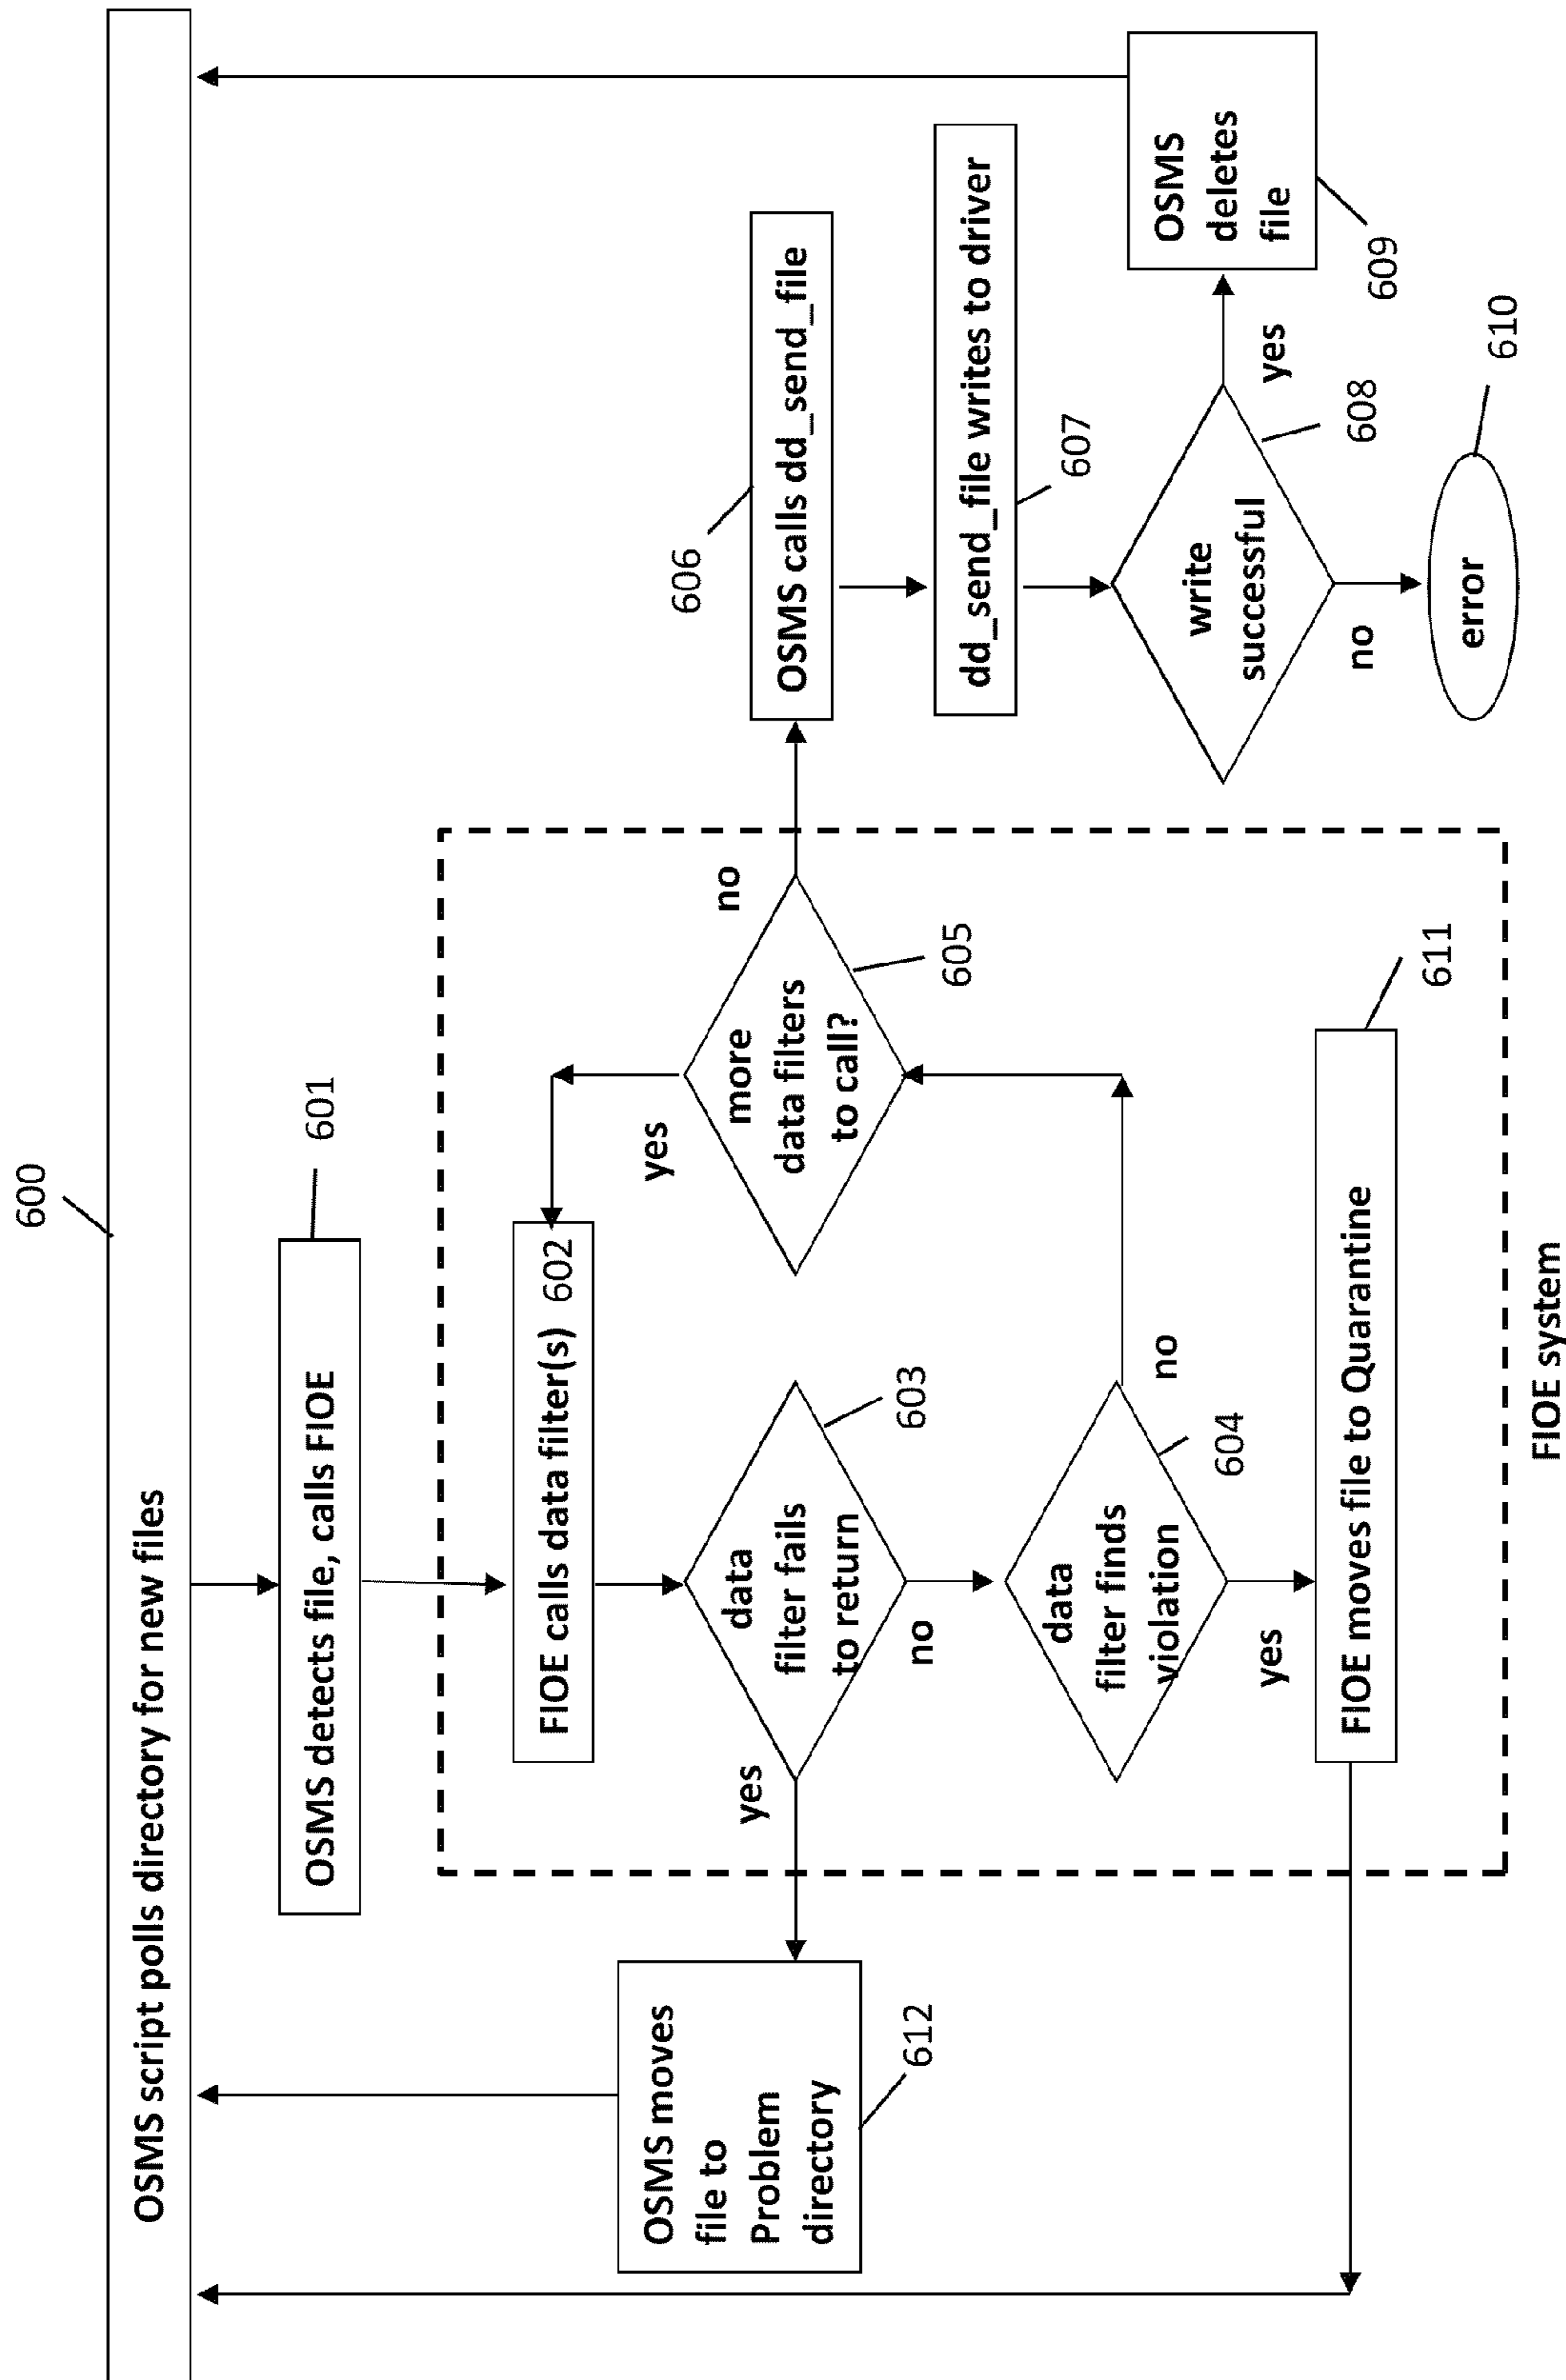 600
OSMS script polls directory for new files
601
OSMS detects file, calls FIOE
FIOE calls data filter(s) 602
data
filter fails
to return
603
yes
no
data
filter finds
violation
604
yes
no
more
data filters
to call?
605
yes
no
FIOE moves file to Quarantine
611
FIOE system
OSMS moves
file to
Problem
directory
612
606
OSMS calls dd_send_file
dd_send_file writes to driver
607
write
successful
608
yes
no
OSMS
deletes
file
609
error
610